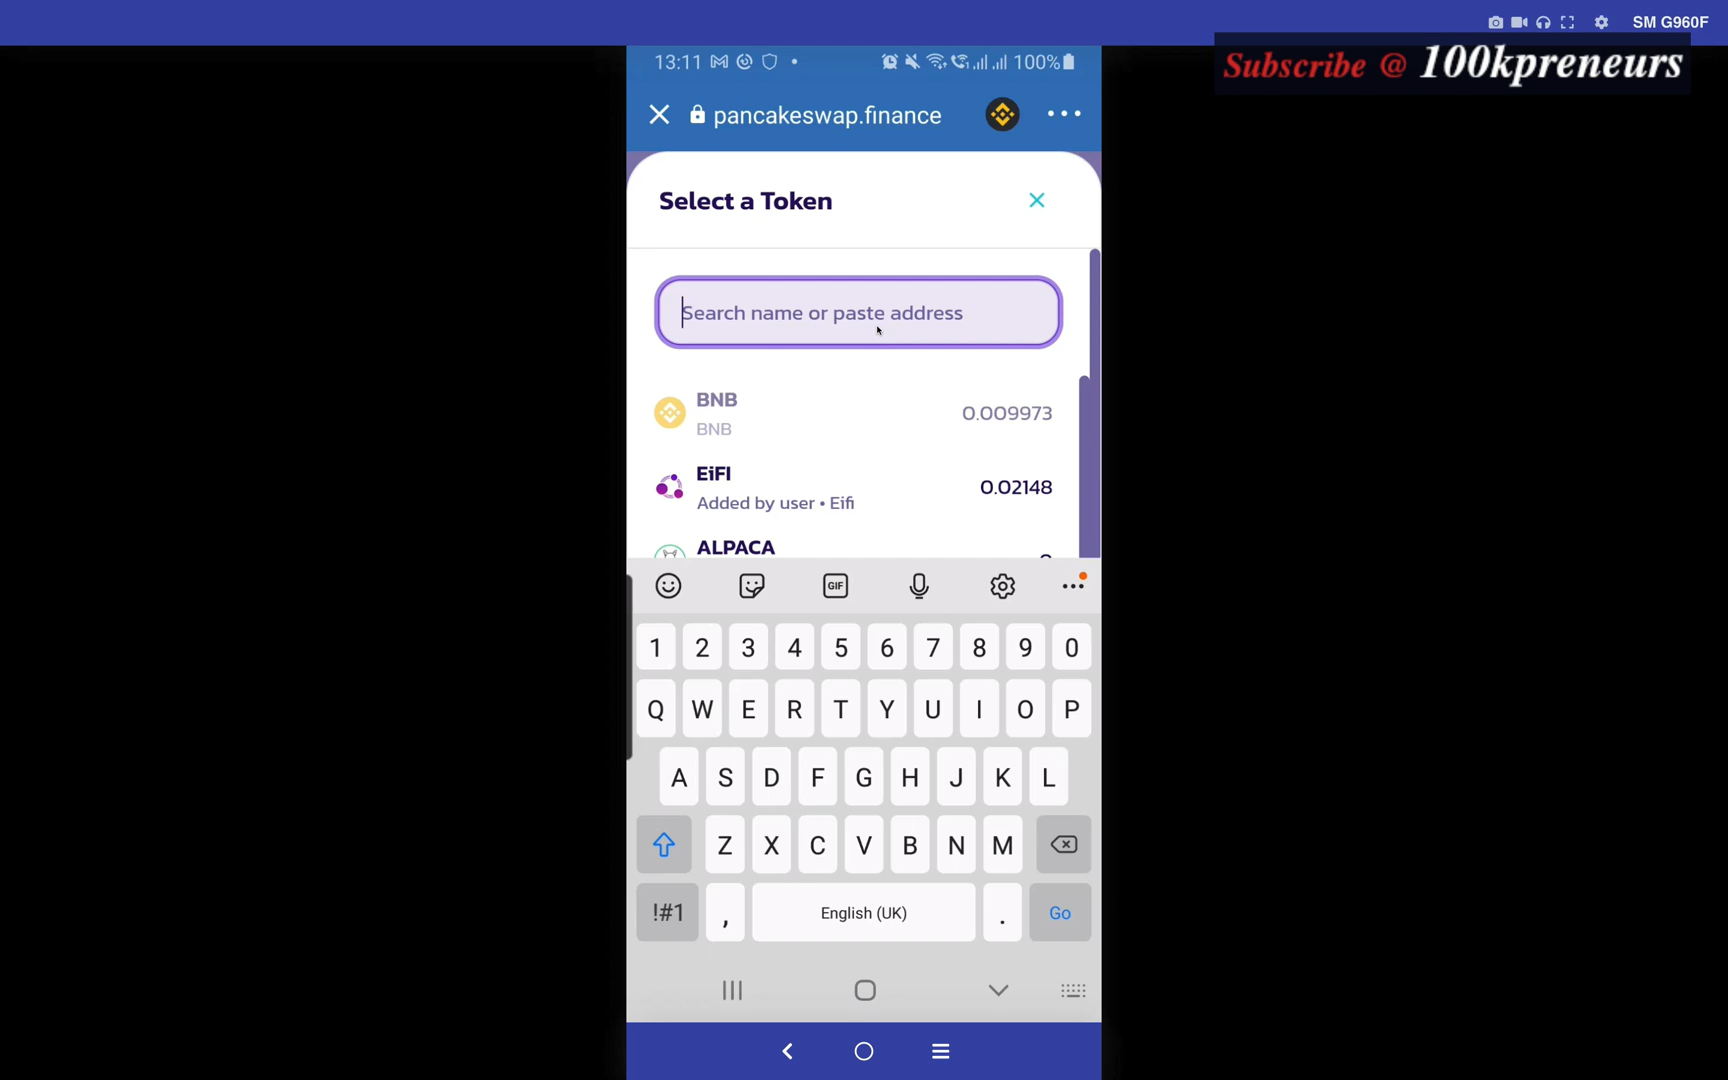 SM G960F
Subscribe @ 100kpreneurs
13:11
100%
pancakeswap.finance
Select a Token
Search name or paste address
BNB
BNB
0.009973
EiFI
Added by user • Eifi
0.02148
ALPACA
GIF
1 2 3 4 5 6 7 8 9 0
Q W E R T Y U I O P
A S D F G H J K L
Z X C V B N M
!#1 , English (UK) . Go